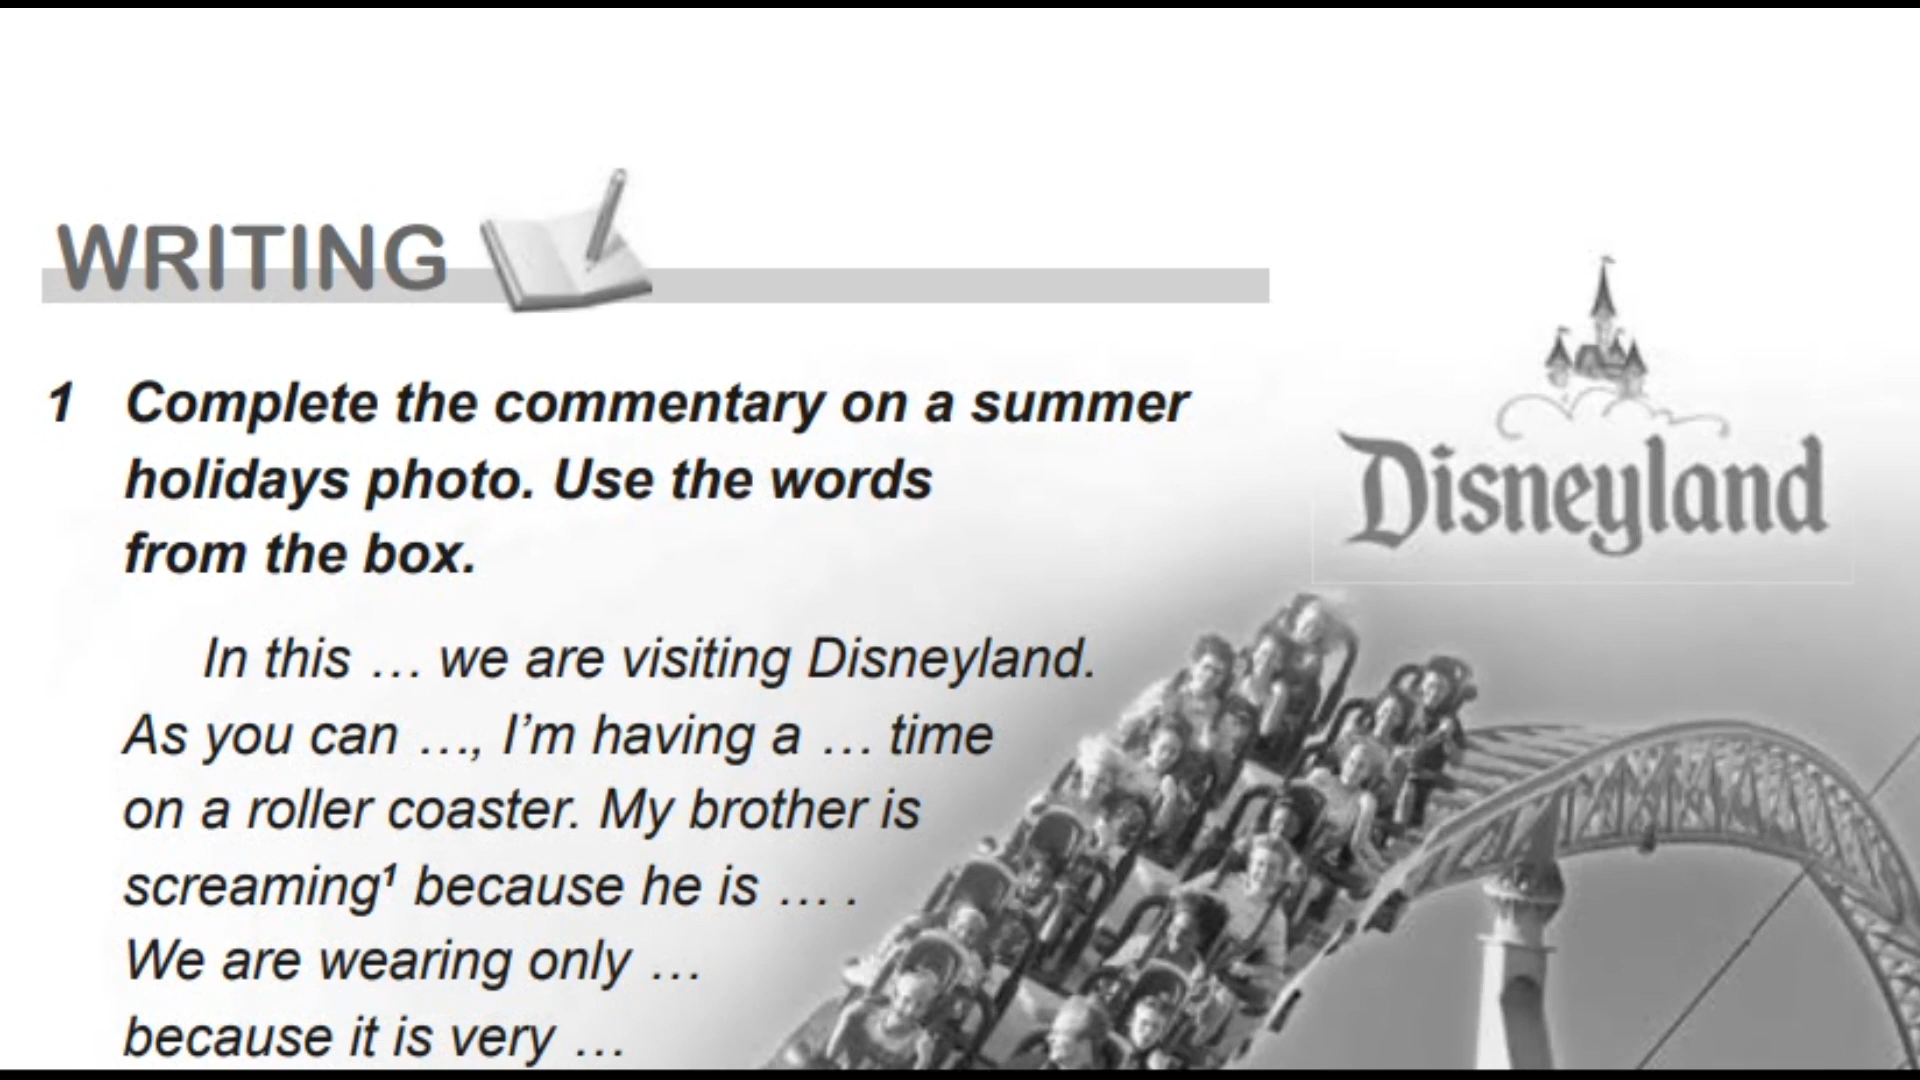 WRITING
1 Complete the commentary on a summer
holidays photo. Use the words
from the box.
Disneyland
In this … we are visiting Disneyland.
As you can …, I’m having a … time
on a roller coaster. My brother is
screaming¹ because he is … .
We are wearing only …
because it is very …